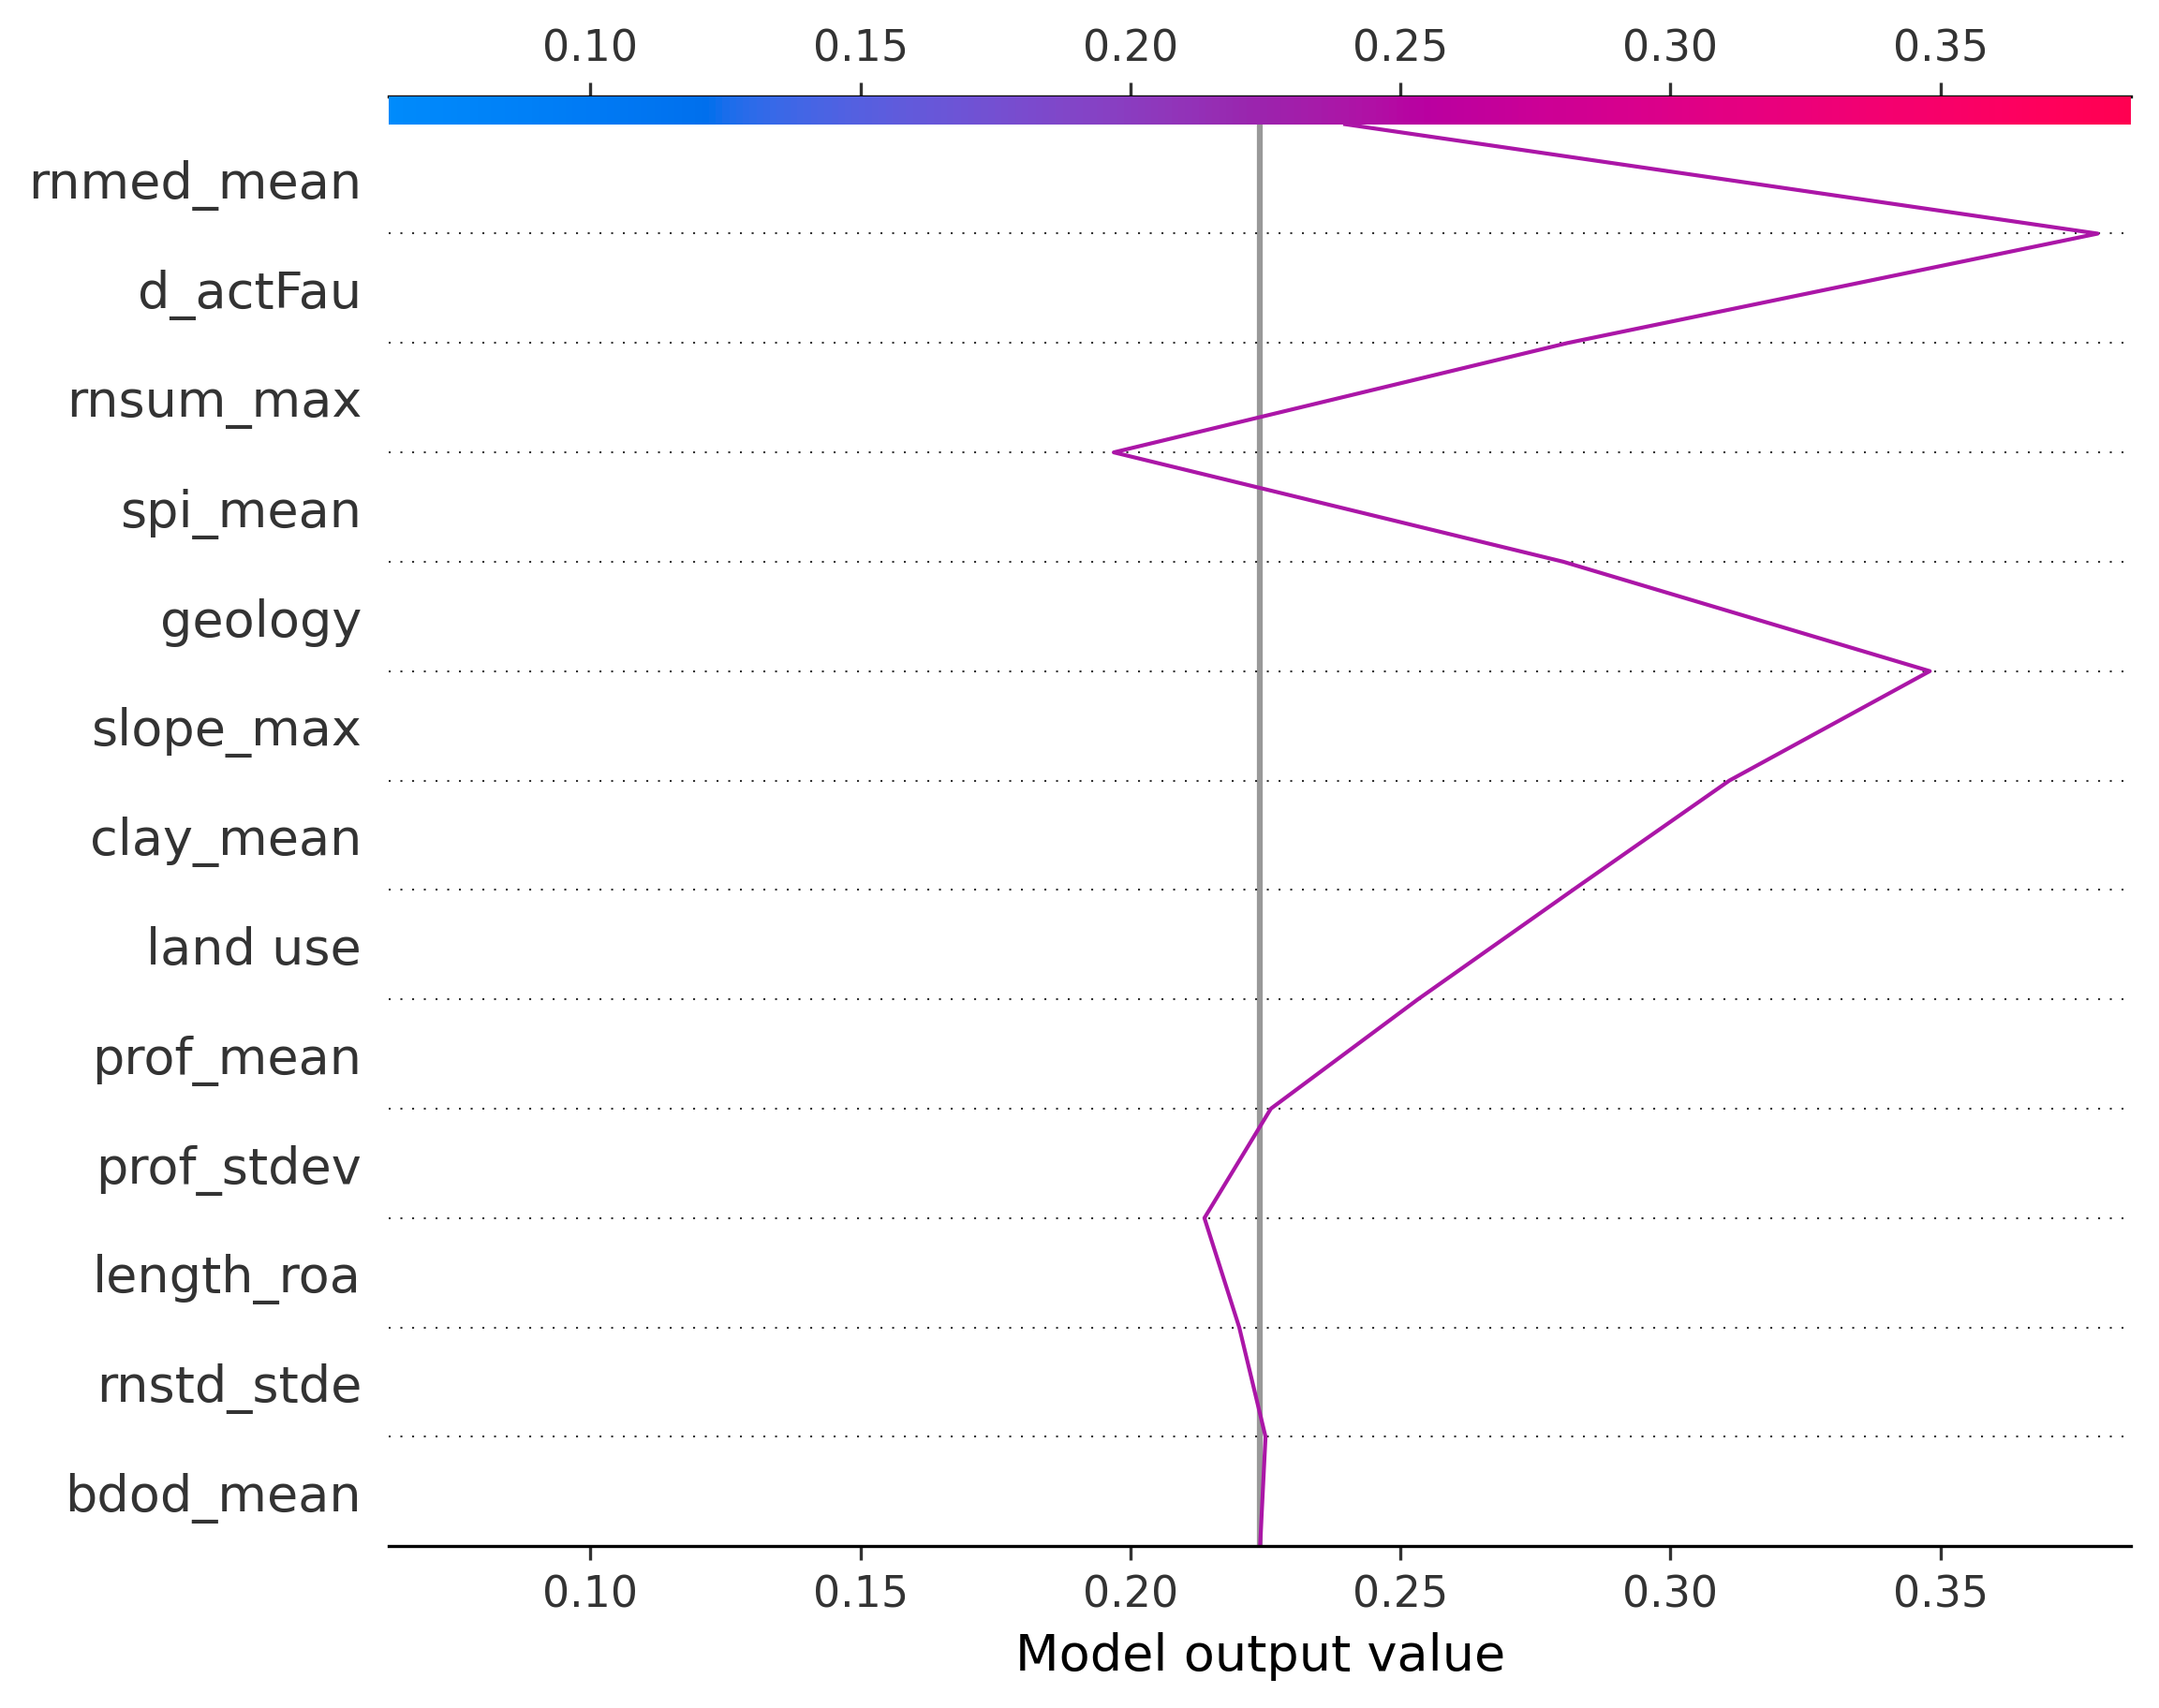 0.10 0.15 0.20 0.25 0.30 0.35
rnmed_mean
d_actFau
rnsum_max
spi_mean
geology
slope_max
clay_mean
land use
prof_mean
prof_stdev
length_roa
rnstd_stde
bdod_mean
0.10 0.15 0.20 0.25 0.30 0.35
Model output value